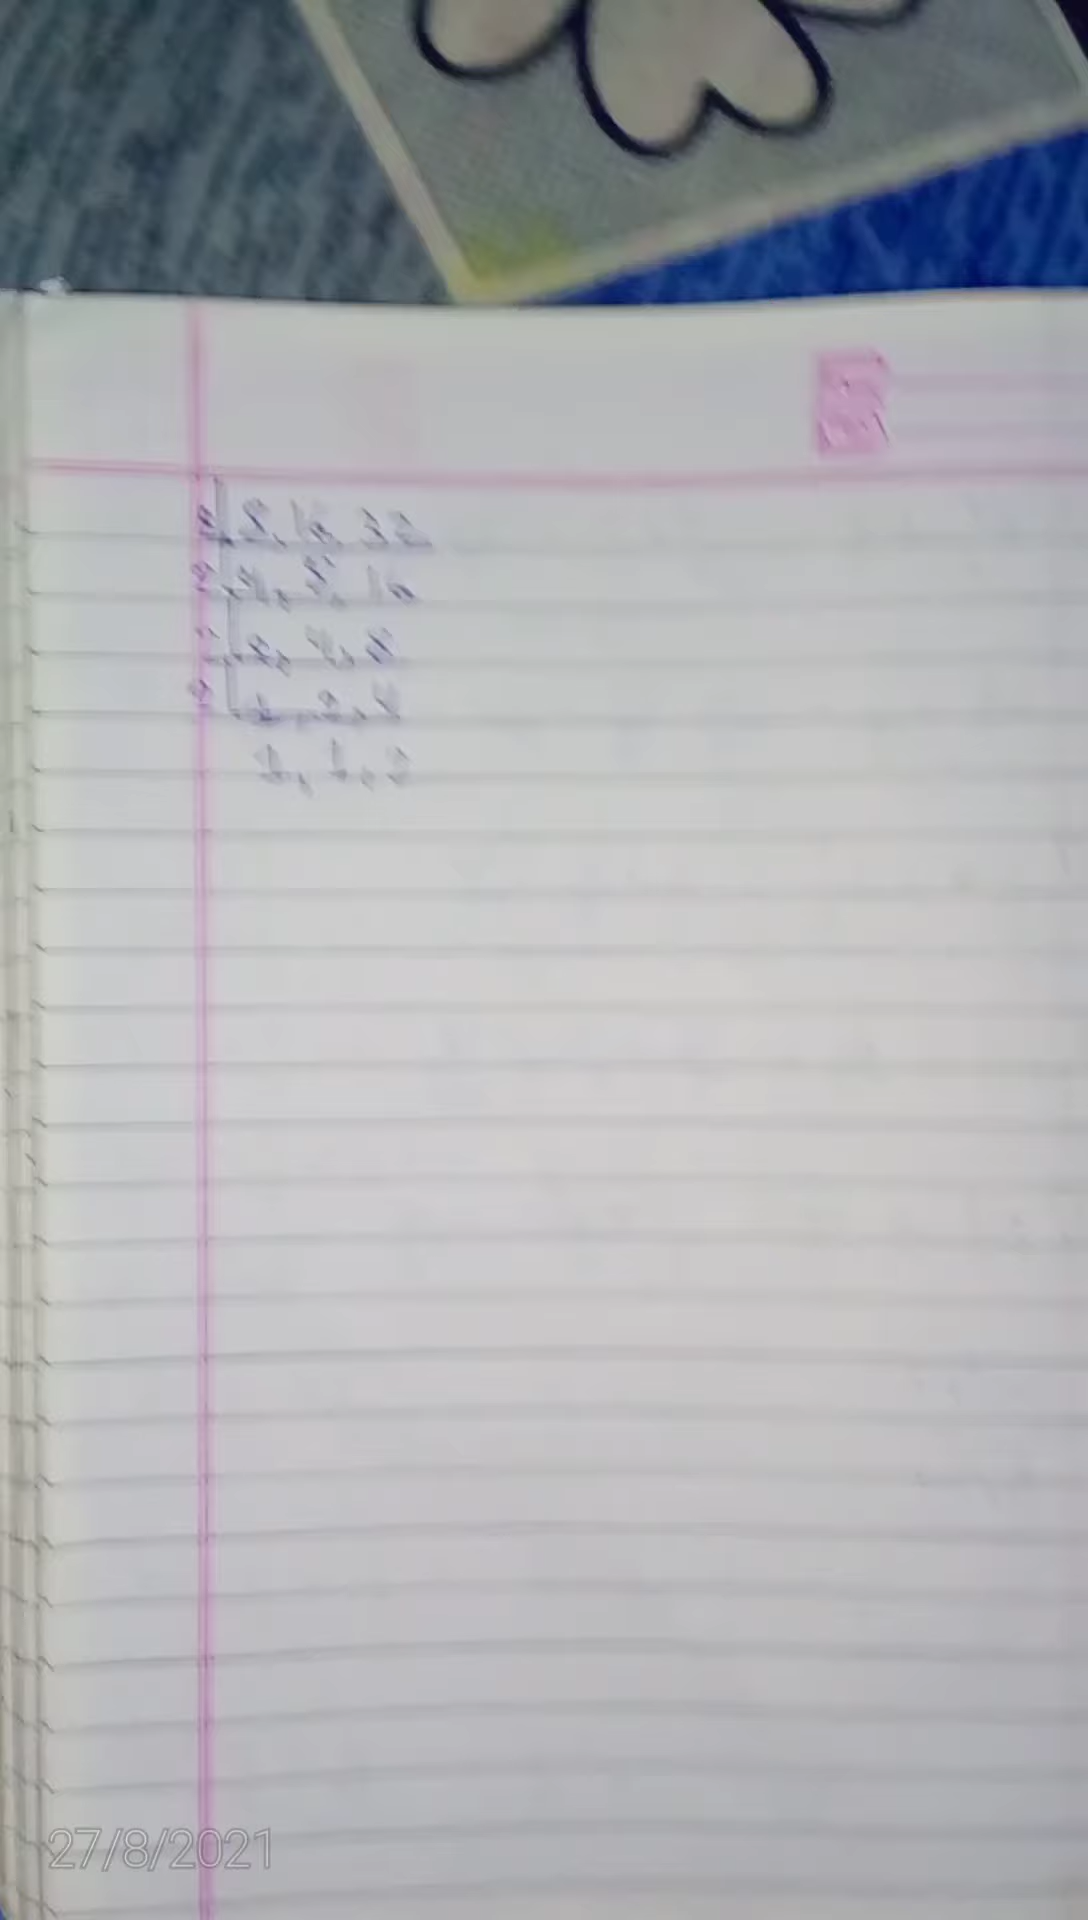 2 8, 16, 32
2 4, 8, 16
2 2, 4, 8
2 1, 2, 4
1, 1, 2
27/8/2021